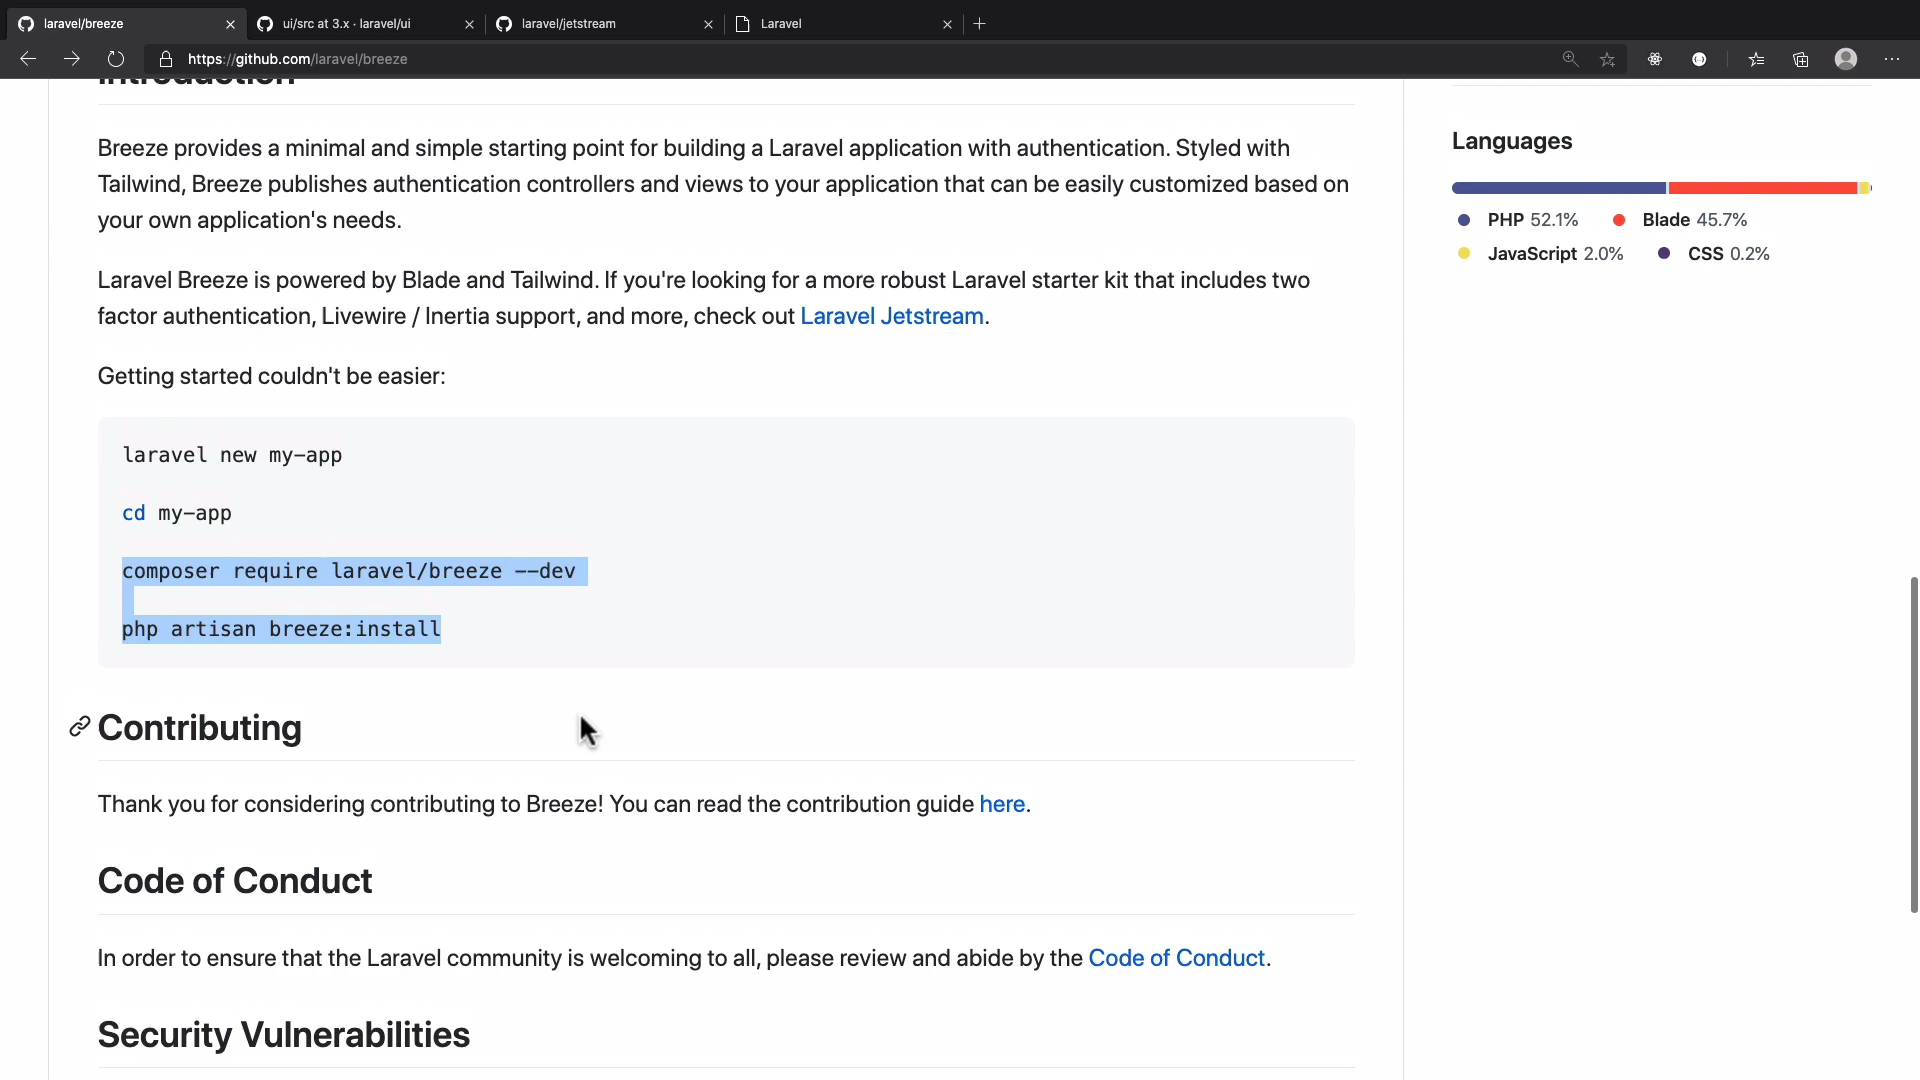 laravel/breeze
ui/src at 3.x · laravel/ui
laravel/jetstream
Laravel
https://github.com/laravel/breeze
Introduction
Breeze provides a minimal and simple starting point for building a Laravel application with authentication. Styled with
Tailwind, Breeze publishes authentication controllers and views to your application that can be easily customized based on
your own application's needs.
Laravel Breeze is powered by Blade and Tailwind. If you're looking for a more robust Laravel starter kit that includes two
factor authentication, Livewire / Inertia support, and more, check out Laravel Jetstream.
Getting started couldn't be easier:
laravel new my-app
cd my-app
composer require laravel/breeze --dev
php artisan breeze:install
Contributing
Thank you for considering contributing to Breeze! You can read the contribution guide here.
Code of Conduct
In order to ensure that the Laravel community is welcoming to all, please review and abide by the Code of Conduct.
Security Vulnerabilities
Languages
PHP 52.1% Blade 45.7%
JavaScript 2.0% CSS 0.2%